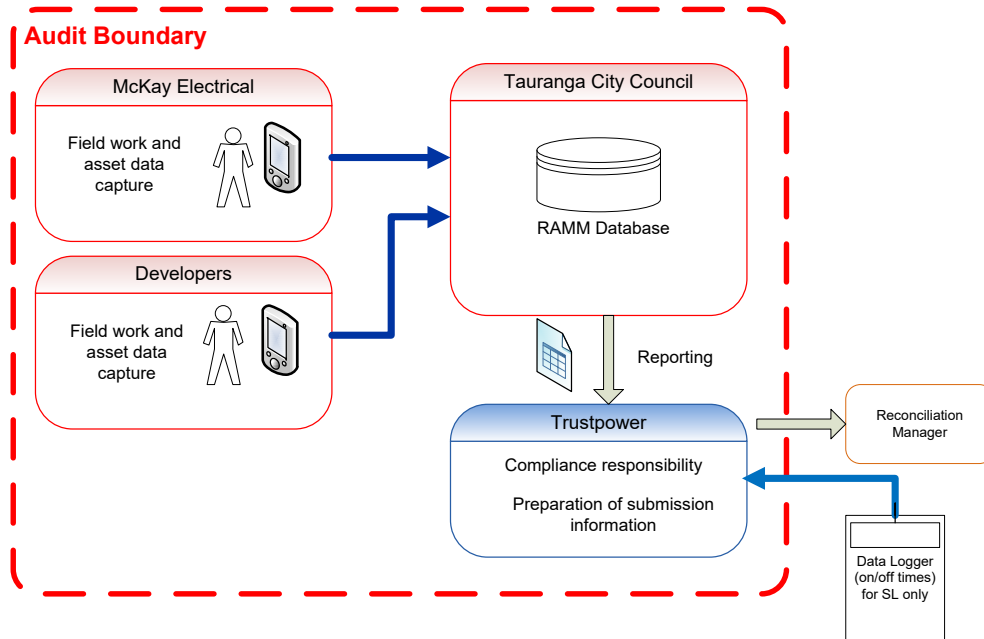 Audit Boundary
McKay Electrical
Field work and
asset data
capture
Developers
Field work and
asset data
capture
Tauranga City Council
RAMM Database
Reporting
Trustpower
Compliance responsibility
Preparation of submission
information
Reconciliation
Manager
Data Logger
(on/off times)
for SL only